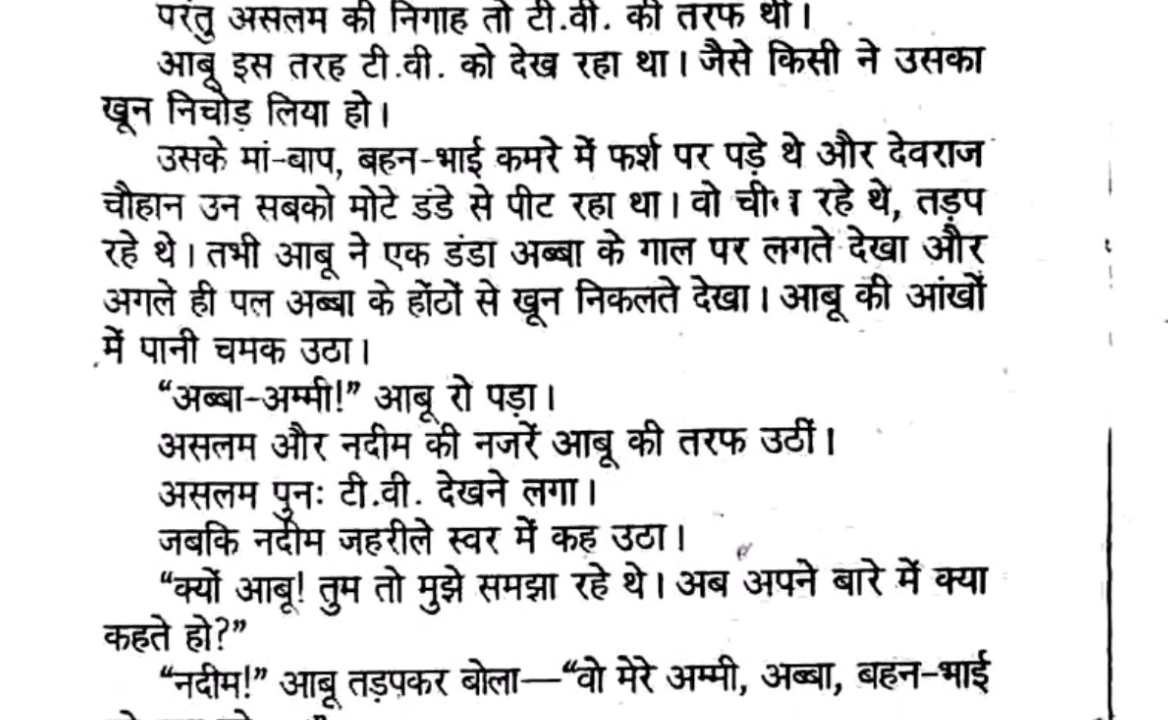 परंतु असलम की निगाह तो टी.वी. की तरफ थी।
आबू इस तरह टी.वी. को देख रहा था। जैसे किसी ने उसका
खून निचोड़ लिया हो।
उसके मां-बाप, बहन-भाई कमरे में फर्श पर पड़े थे और देवराज
चौहान उन सबको मोटे डंडे से पीट रहा था। वो रहे थे, तड़प
रहे थे। तभी आबू ने एक डंडा अब्बा के गाल पर लगते देखा और
अगले ही पल अब्बा के होंठों से खून निकलते देखा। आबू की आंखों
में पानी चमक उठा।
“अब्बा-अम्मी!” आबू रो पड़ा।
असलम और नदीम की नजरें आबू की तरफ उठीं।
असलम पुनः टी.वी. देखने लगा।
जबकि नदीम जहरीले स्वर में कह उठा।
“क्यों आबू! तुम तो मुझे समझा रहे थे। अब अपने बारे में क्या
कहते हो?”
“नदीम!” आबू तड़पकर बोला—“वो मेरे अम्मी, अब्बा, बहन-भाई